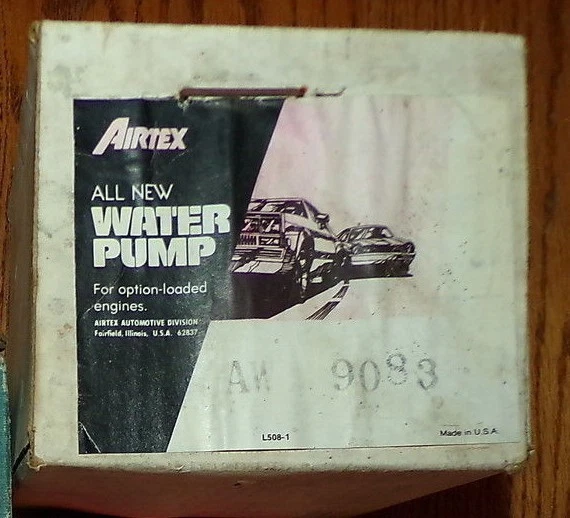 AIRTEX
ALL NEW
WATER
PUMP
For option-loaded
engines.
AIRTEX AUTOMOTIVE DIVISION
Fairfield, Illinois, U.S.A. 62837
AW 9083
L508-1
Made in U.S.A.